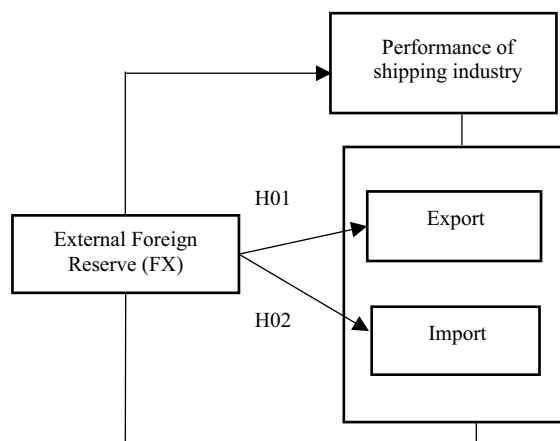 Performance of
shipping industry
H01
Export
External Foreign
Reserve (FX)
H02
Import